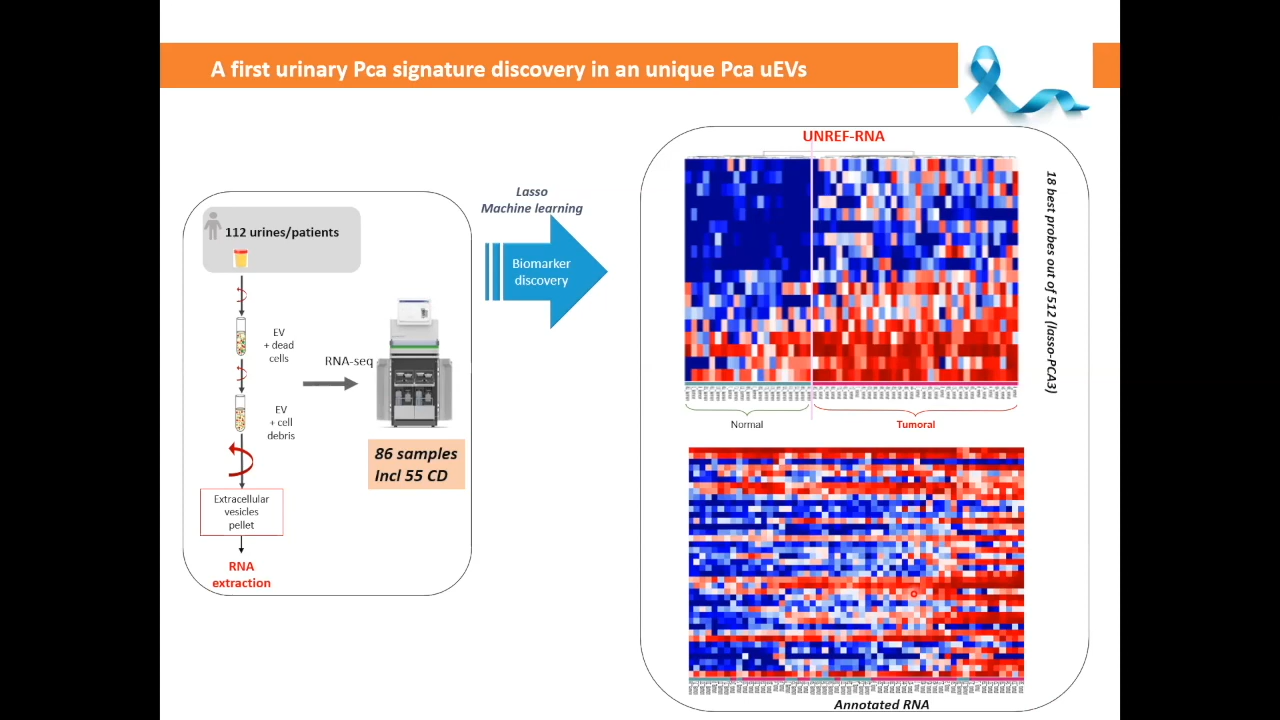 A first urinary Pca signature discovery in an unique Pca uEVs
112 urines/patients
EV
+ dead
cells
EV
+ cell
debris
Extracellular
vesicles
pellet
RNA
extraction
RNA-seq
86 samples
Incl 55 CD
Lasso
Machine learning
Biomarker
discovery
UNREF-RNA
18 best probes out of 512 (lasso-PCA3)
Normal
Tumoral
Annotated RNA